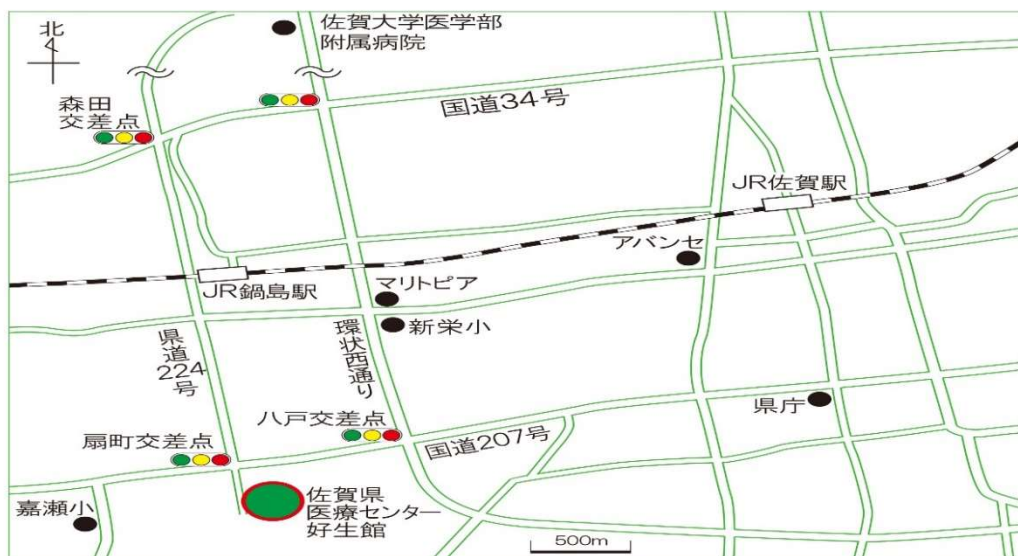 北
佐賀大学医学部
附属病院
森田
交差点
国道34号
JR佐賀駅
アバンセ
JR鍋島駅
マリトピア
新栄小
県道224号
環状西通り
県庁
八戸交差点
国道207号
扇町交差点
嘉瀬小
佐賀県
医療センター
好生館
500m